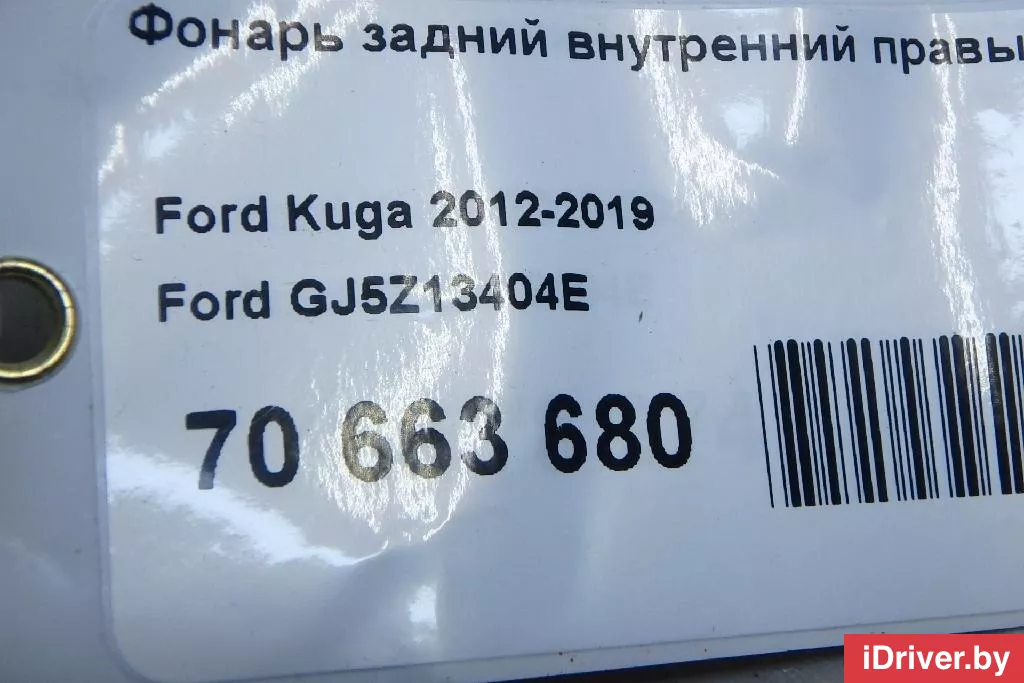 Фонарь задний внутренний правы
Ford Kuga 2012-2019
Ford GJ5Z13404E
70 663 680
iDriver.by